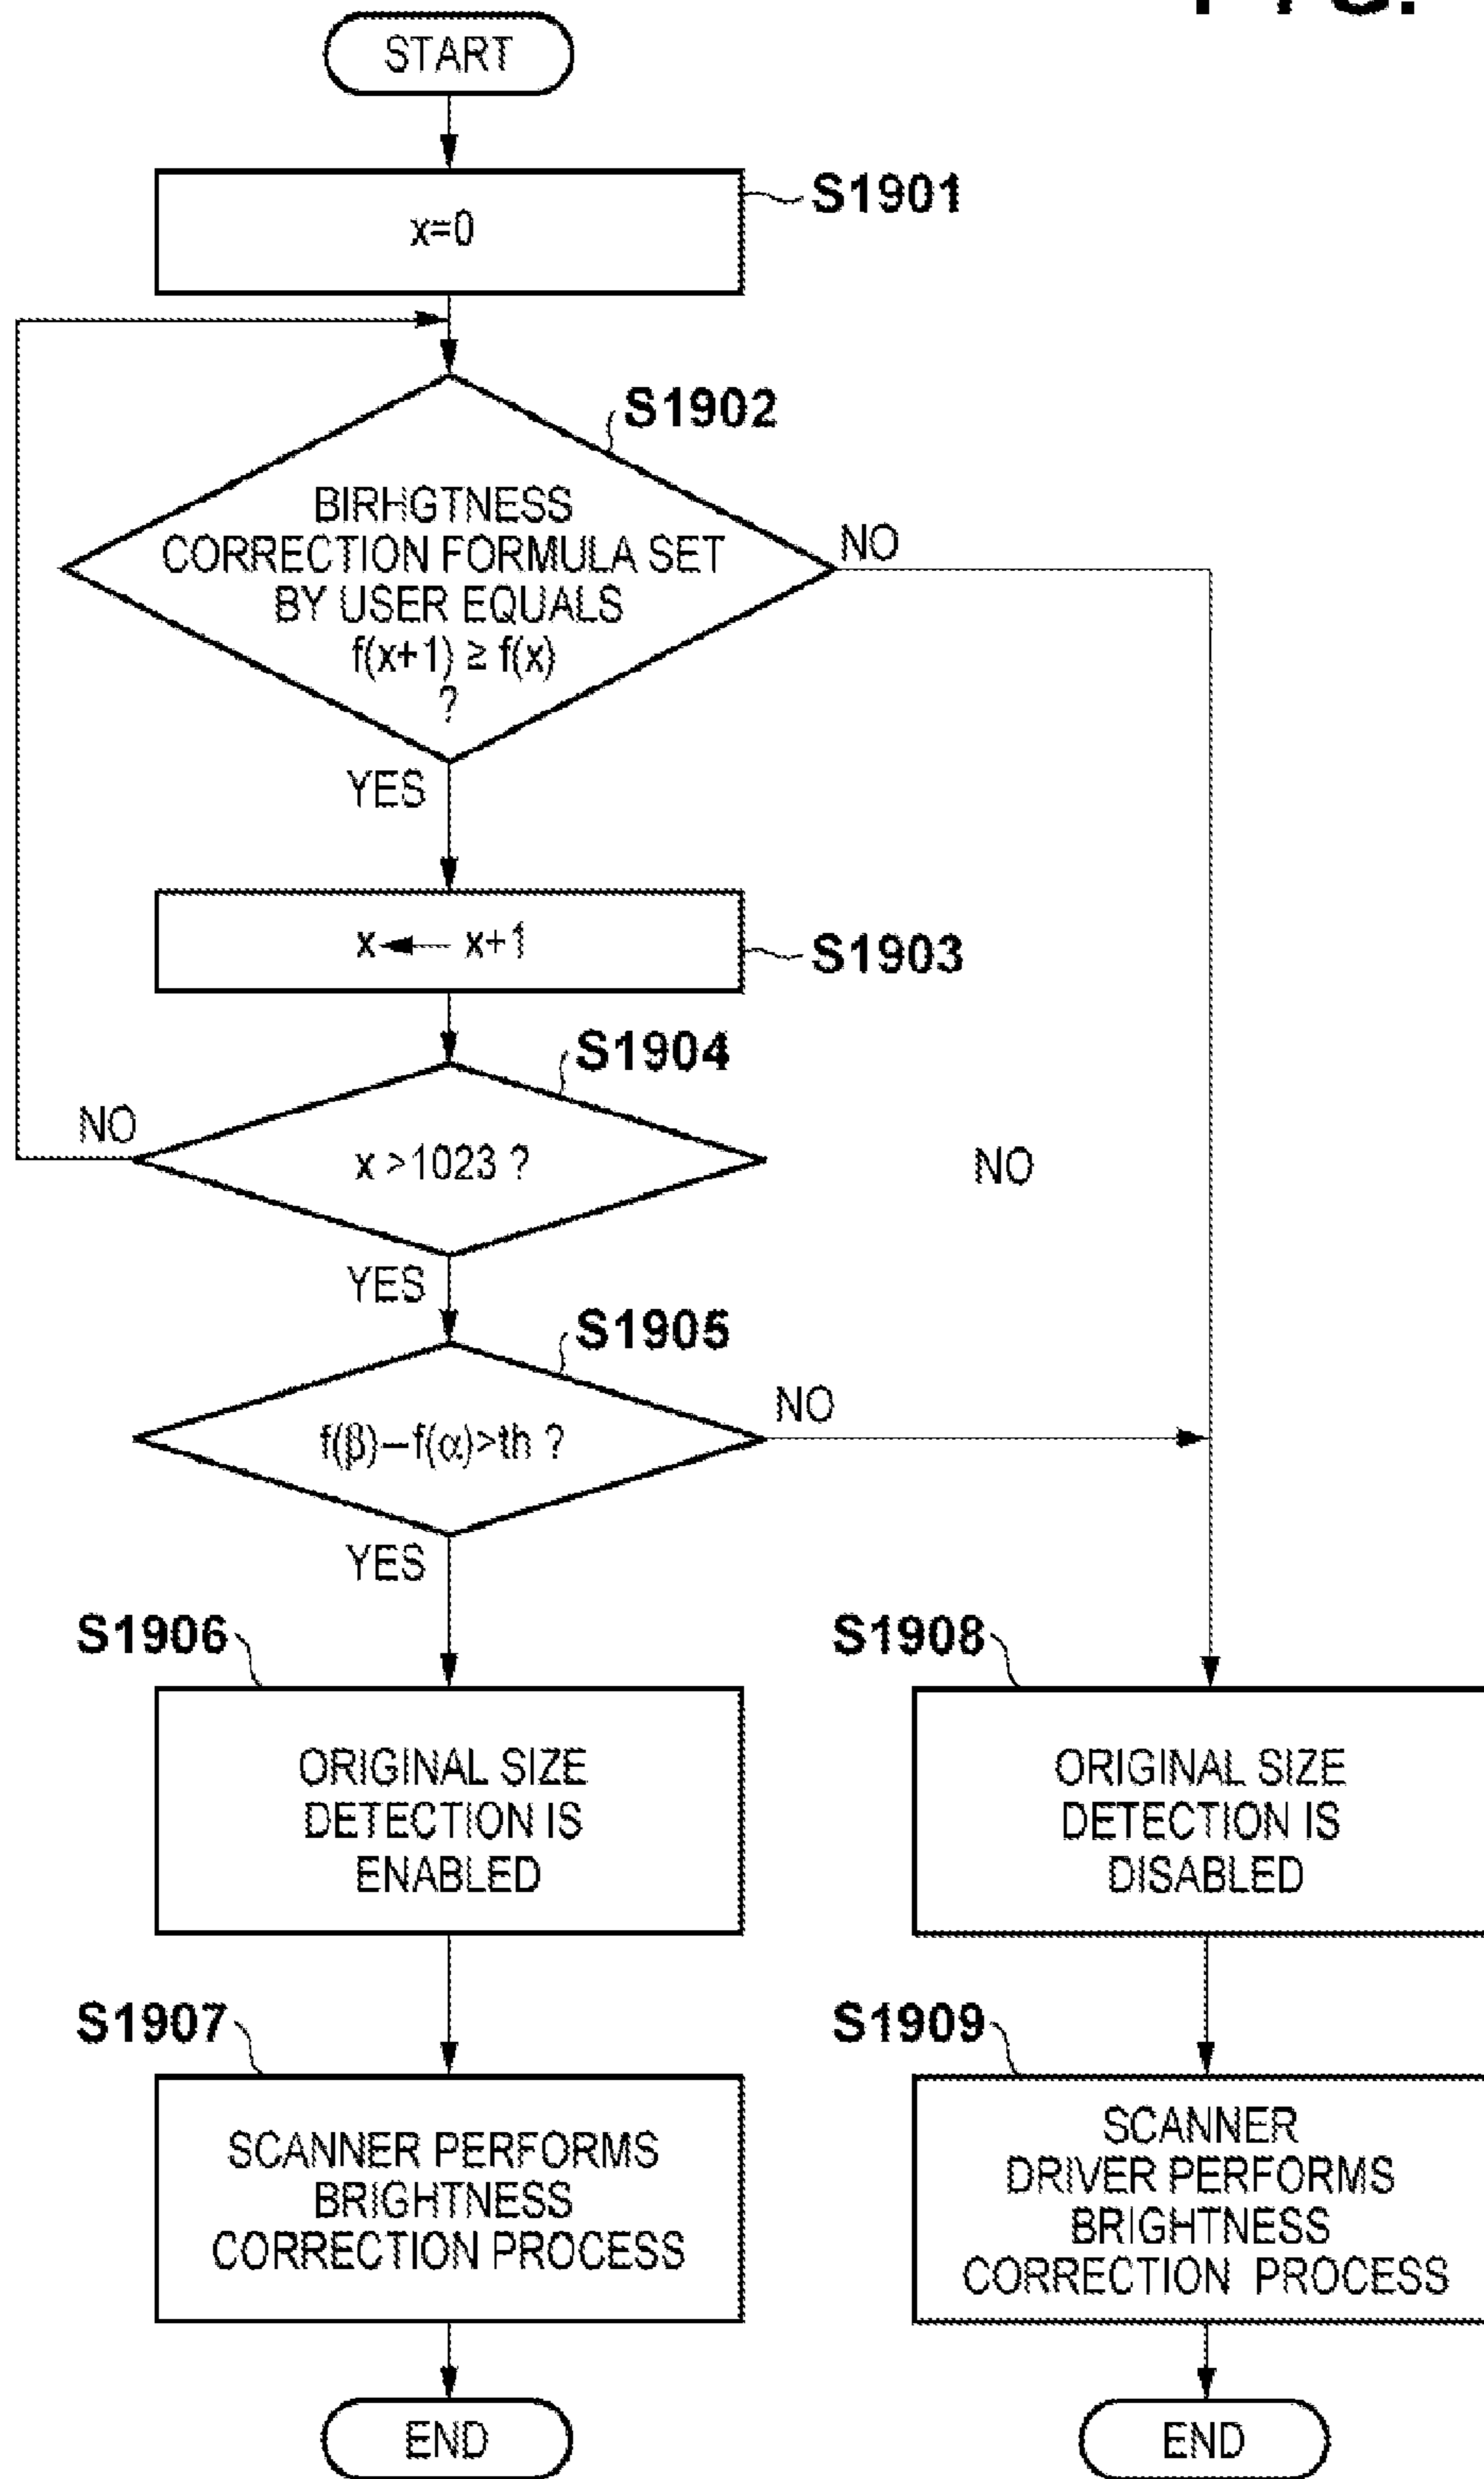 FIG.
START
S1901
x=0
S1902
BIRHGTNESS
CORRECTION FORMULA SET
BY USER EQUALS
f(x+1) ≥ f(x)
?
NO
YES
x ← x+1
S1903
S1904
NO
x >1023 ?
NO
YES
S1905
f(β)–f(α)>th ?
NO
YES
S1906
S1908
ORIGINAL SIZE
DETECTION IS
ENABLED
ORIGINAL SIZE
DETECTION IS
DISABLED
S1907
S1909
SCANNER PERFORMS
BRIGHTNESS
CORRECTION PROCESS
SCANNER
DRIVER PERFORMS
BRIGHTNESS
CORRECTION PROCESS
END
END